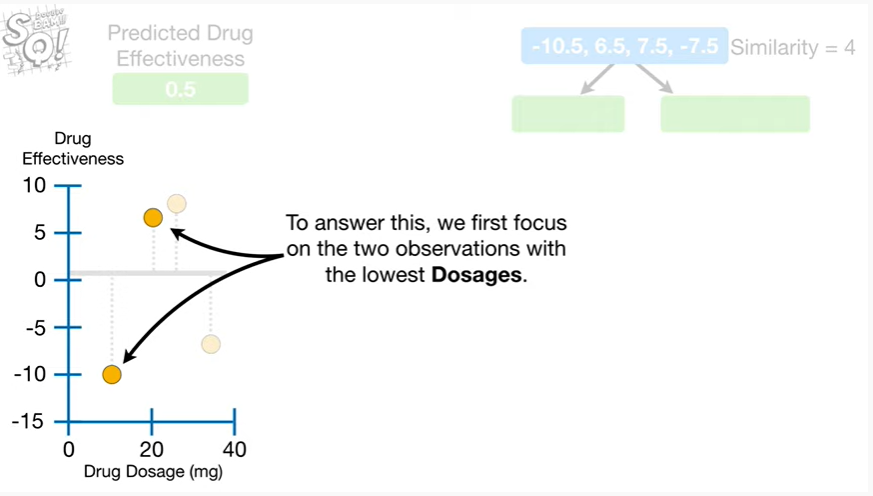 SQ!
Predicted Drug
Effectiveness
0.5
-10.5, 6.5, 7.5, -7.5 Similarity = 4
Drug
Effectiveness
10
5
0
-5
-10
-15
0 20 40
Drug Dosage (mg)
To answer this, we first focus
on the two observations with
the lowest Dosages.